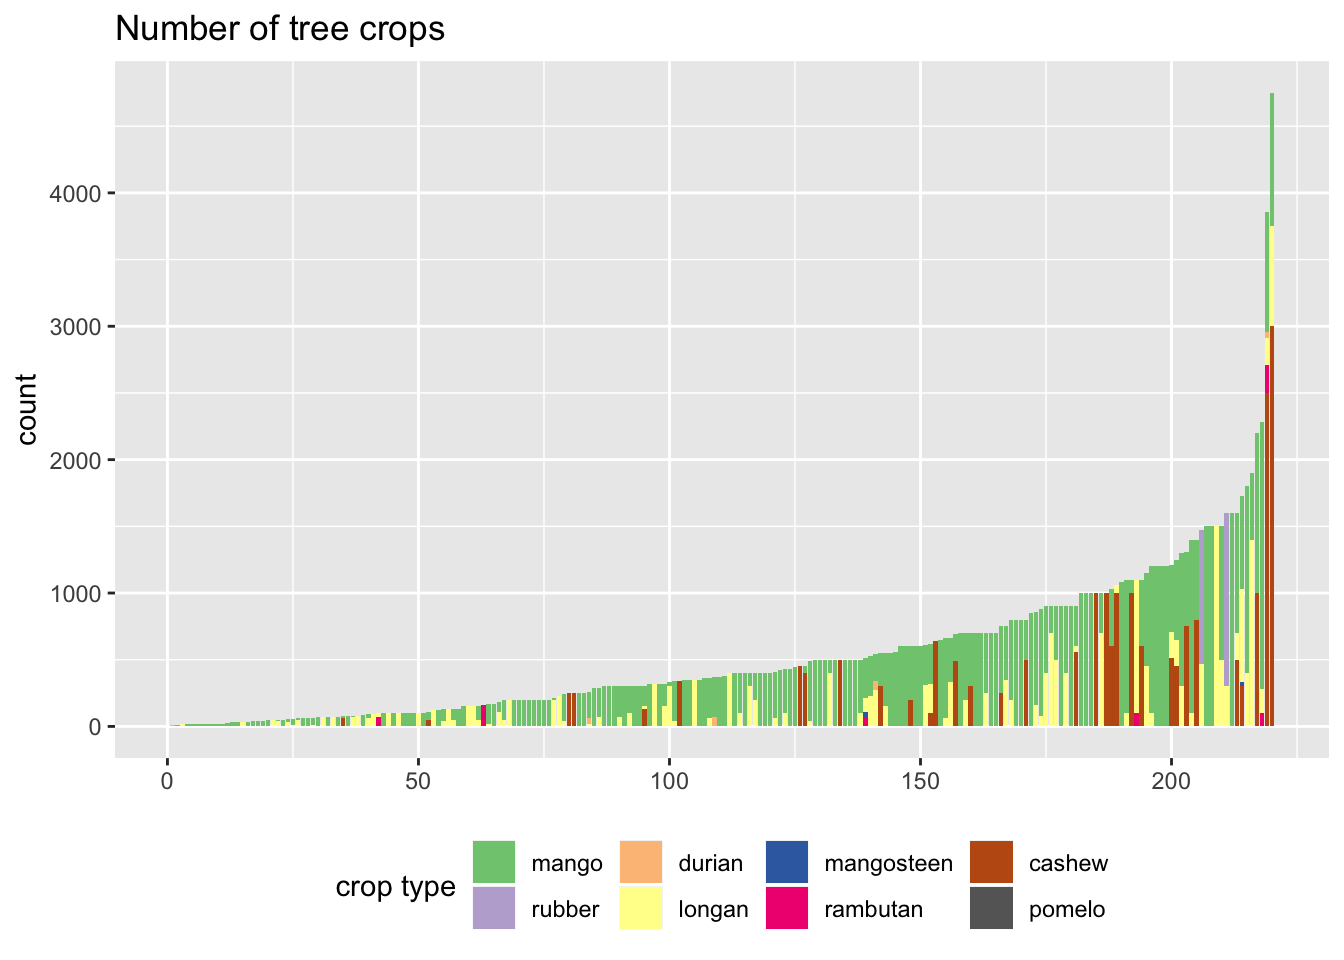 Number of tree crops
count
4000
3000
2000
1000
0
0 50 100 150 200
crop type
mango durian mangosteen cashew
rubber longan rambutan pomelo